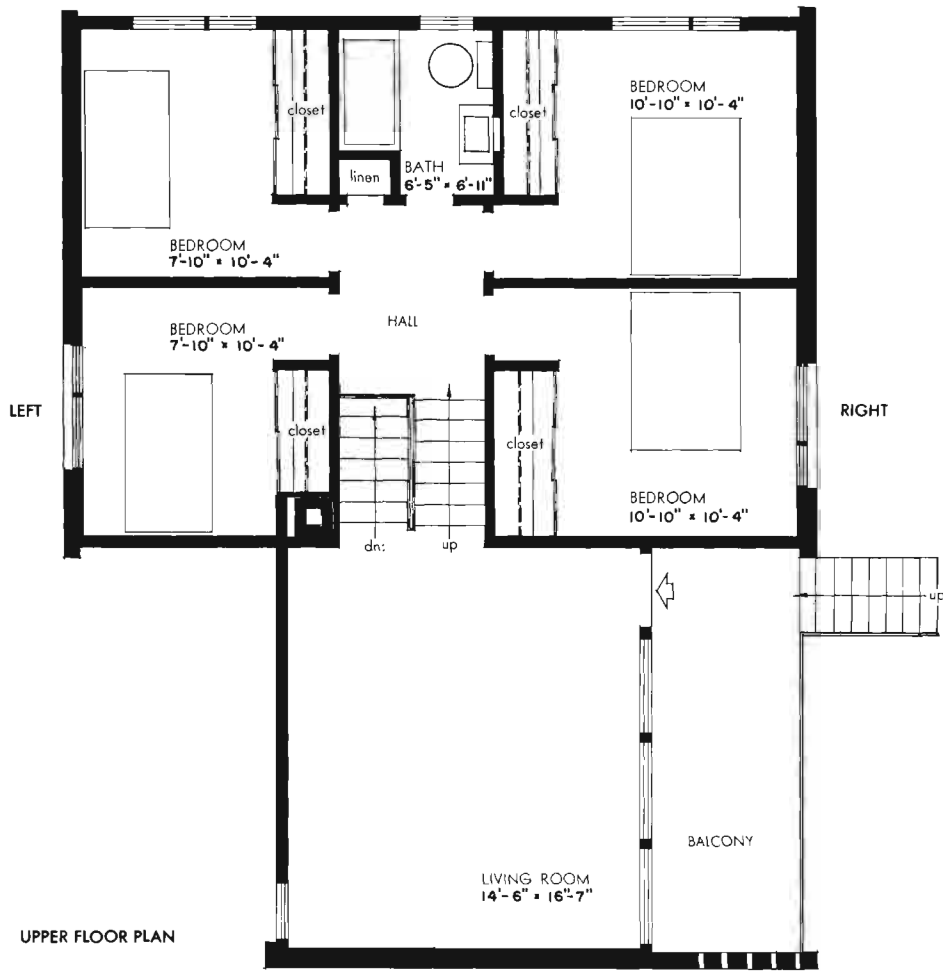 closet
closet
BEDROOM
10'-10" × 10'-4"
linen
BATH
6'-5" × 6'-11"
BEDROOM
7'-10" × 10'-4"
HALL
BEDROOM
7'-10" × 10'-4"
LEFT
RIGHT
closet
closet
BEDROOM
10'-10" × 10'-4"
dn:
up
up
BALCONY
LIVING ROOM
14'-6" × 16"-7"
UPPER FLOOR PLAN